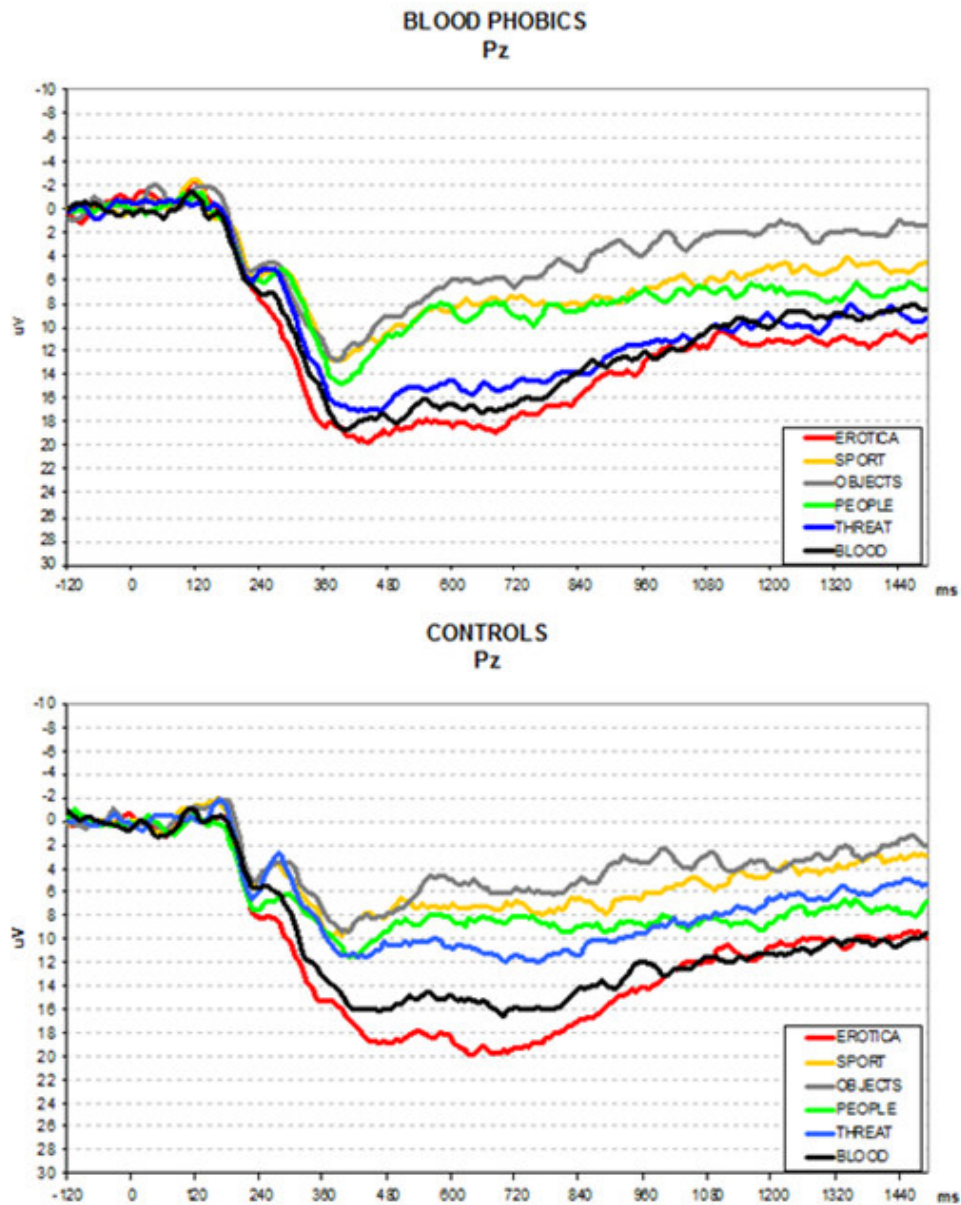 BLOOD PHOBICS
Pz
-10
-8
-6
-4
-2
0
2
4
6
8
10
12
14
16
18
20
22
24
26
28
30
uV
EROTICA
SPORT
OBJECTS
PEOPLE
THREAT
BLOOD
-120 0 120 240 360 480 600 720 840 960 1080 1200 1320 1440 ms
CONTROLS
Pz
-10
-8
-6
-4
-2
0
2
4
6
8
10
12
14
16
18
20
22
24
26
28
30
uV
EROTICA
SPORT
OBJECTS
PEOPLE
THREAT
BLOOD
-120 0 120 240 360 480 600 720 840 960 1080 1200 1320 1440 ms